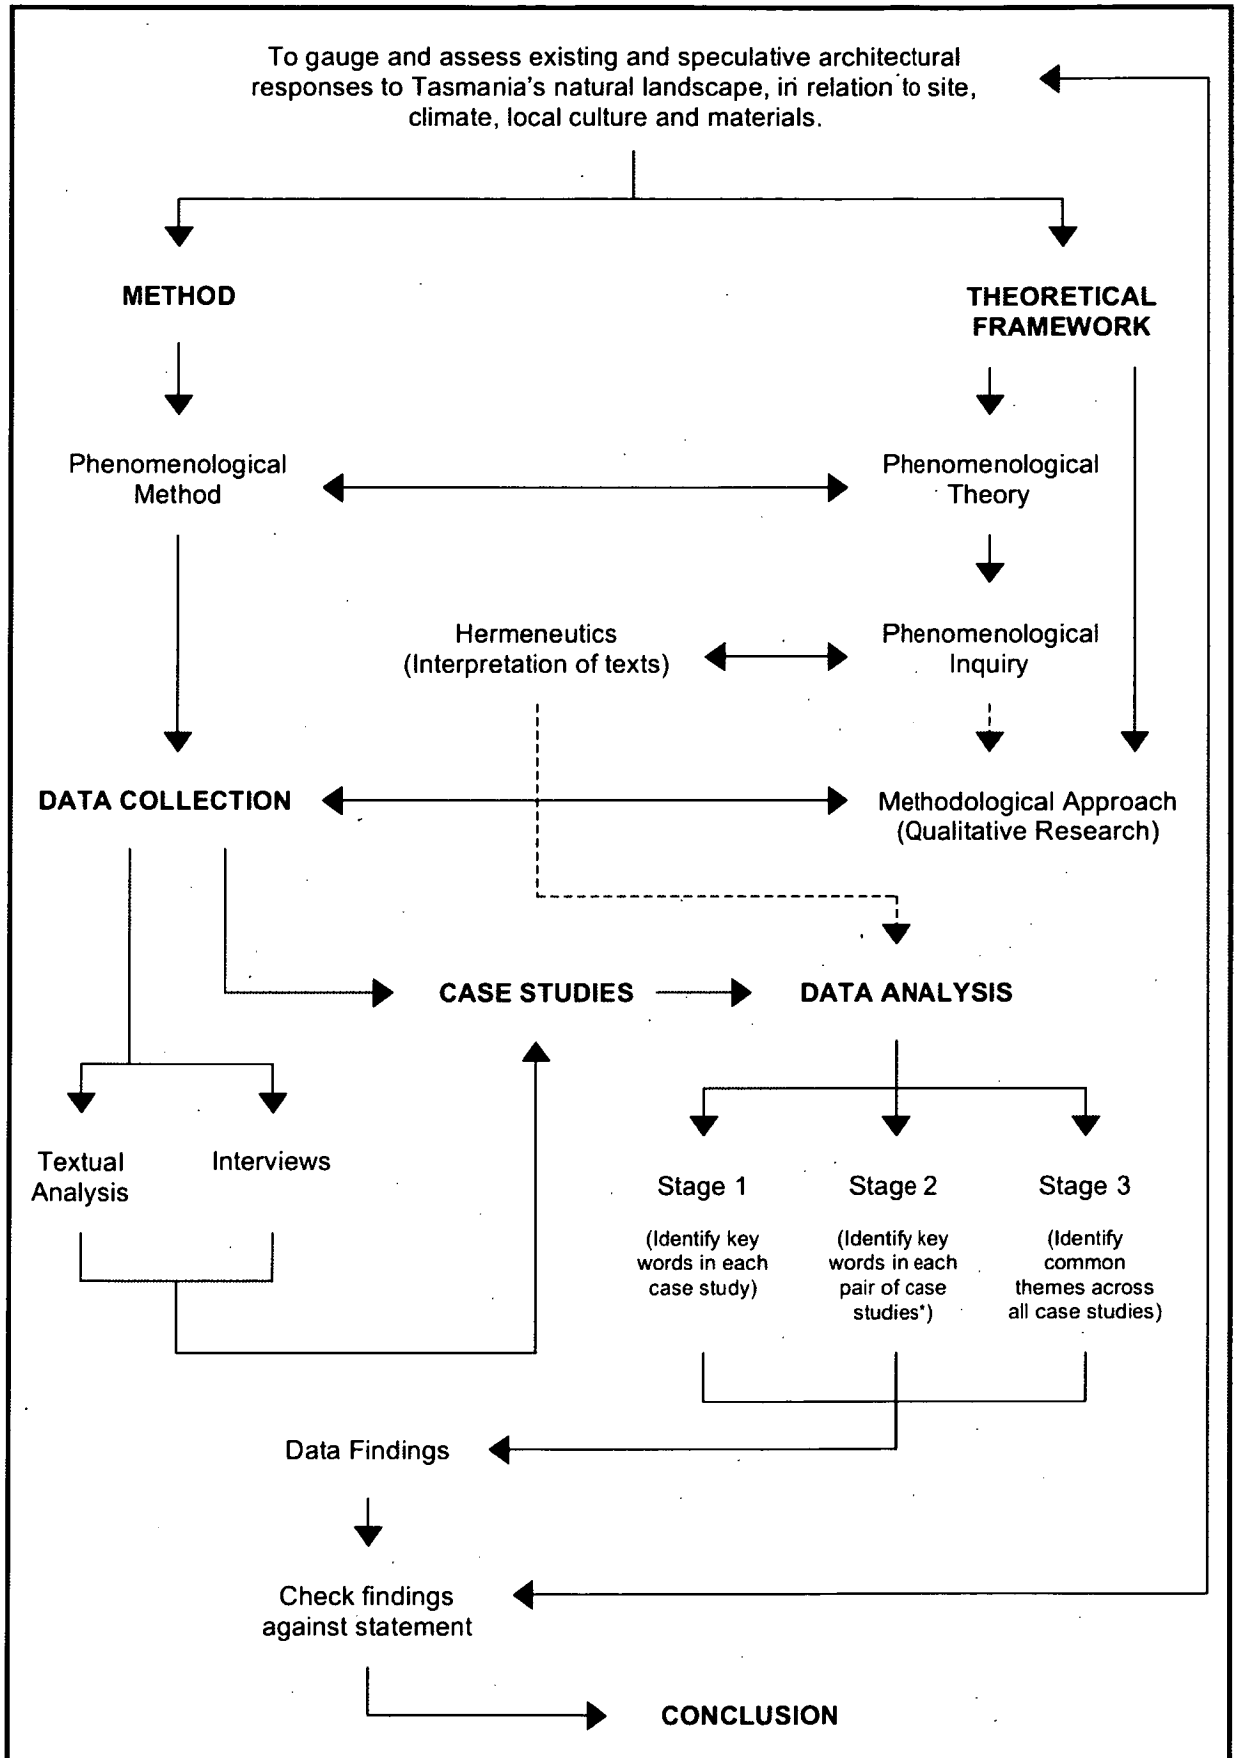 To gauge and assess existing and speculative architectural
responses to Tasmania's natural landscape, in relation to site,
climate, local culture and materials.
METHOD
THEORETICAL
FRAMEWORK
Phenomenological
Method
Phenomenological
Theory
Hermeneutics
(Interpretation of texts)
Phenomenological
Inquiry
DATA COLLECTION
Methodological Approach
(Qualitative Research)
CASE STUDIES
DATA ANALYSIS
Textual
Analysis
Interviews
Stage 1
(Identify key
words in each
case study)
Stage 2
(Identify key
words in each
pair of case
studies*)
Stage 3
(Identify
common
themes across
all case studies)
Data Findings
Check findings
against statement
CONCLUSION